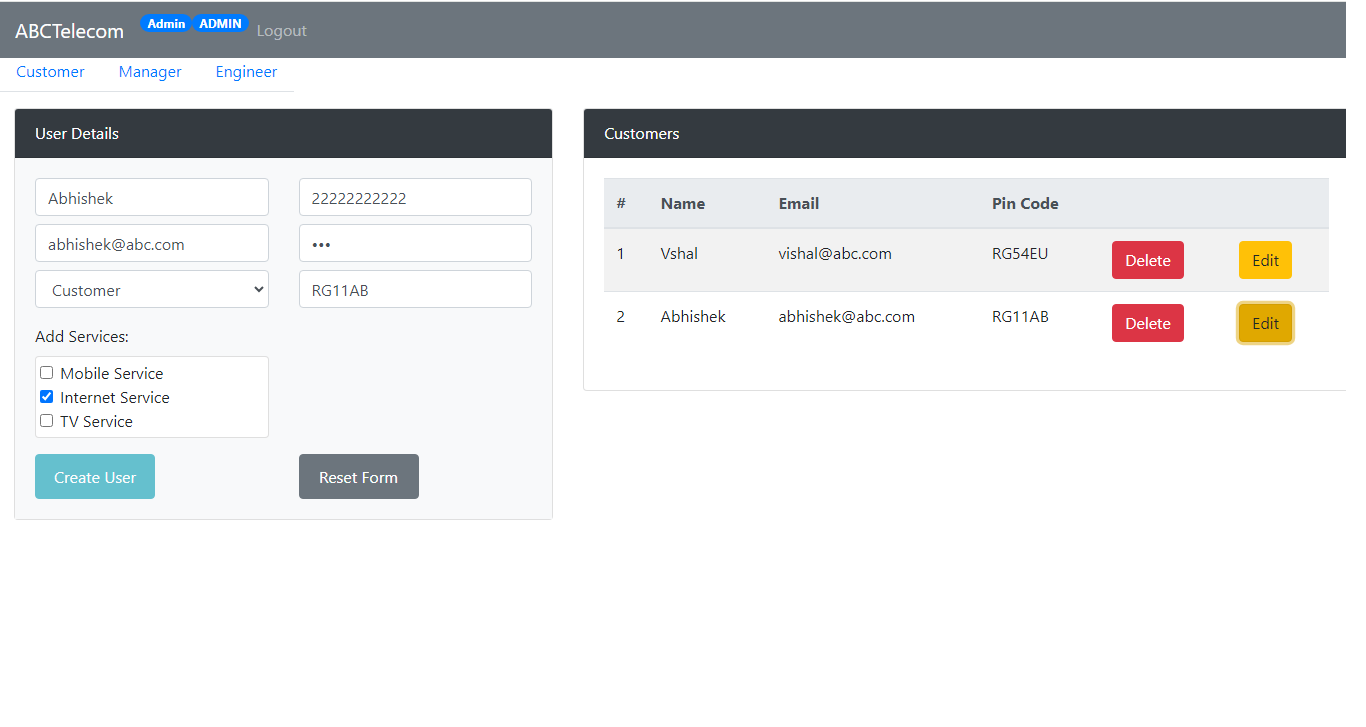 ABCTelecom Admin ADMIN Logout
Customer Manager Engineer
User Details
Abhishek 22222222222
abhishek@abc.com •••
Customer RG11AB
Add Services:
Mobile Service
Internet Service
TV Service
Create User Reset Form
Customers
# Name Email Pin Code
1 Vshal vishal@abc.com RG54EU Delete Edit
2 Abhishek abhishek@abc.com RG11AB Delete Edit